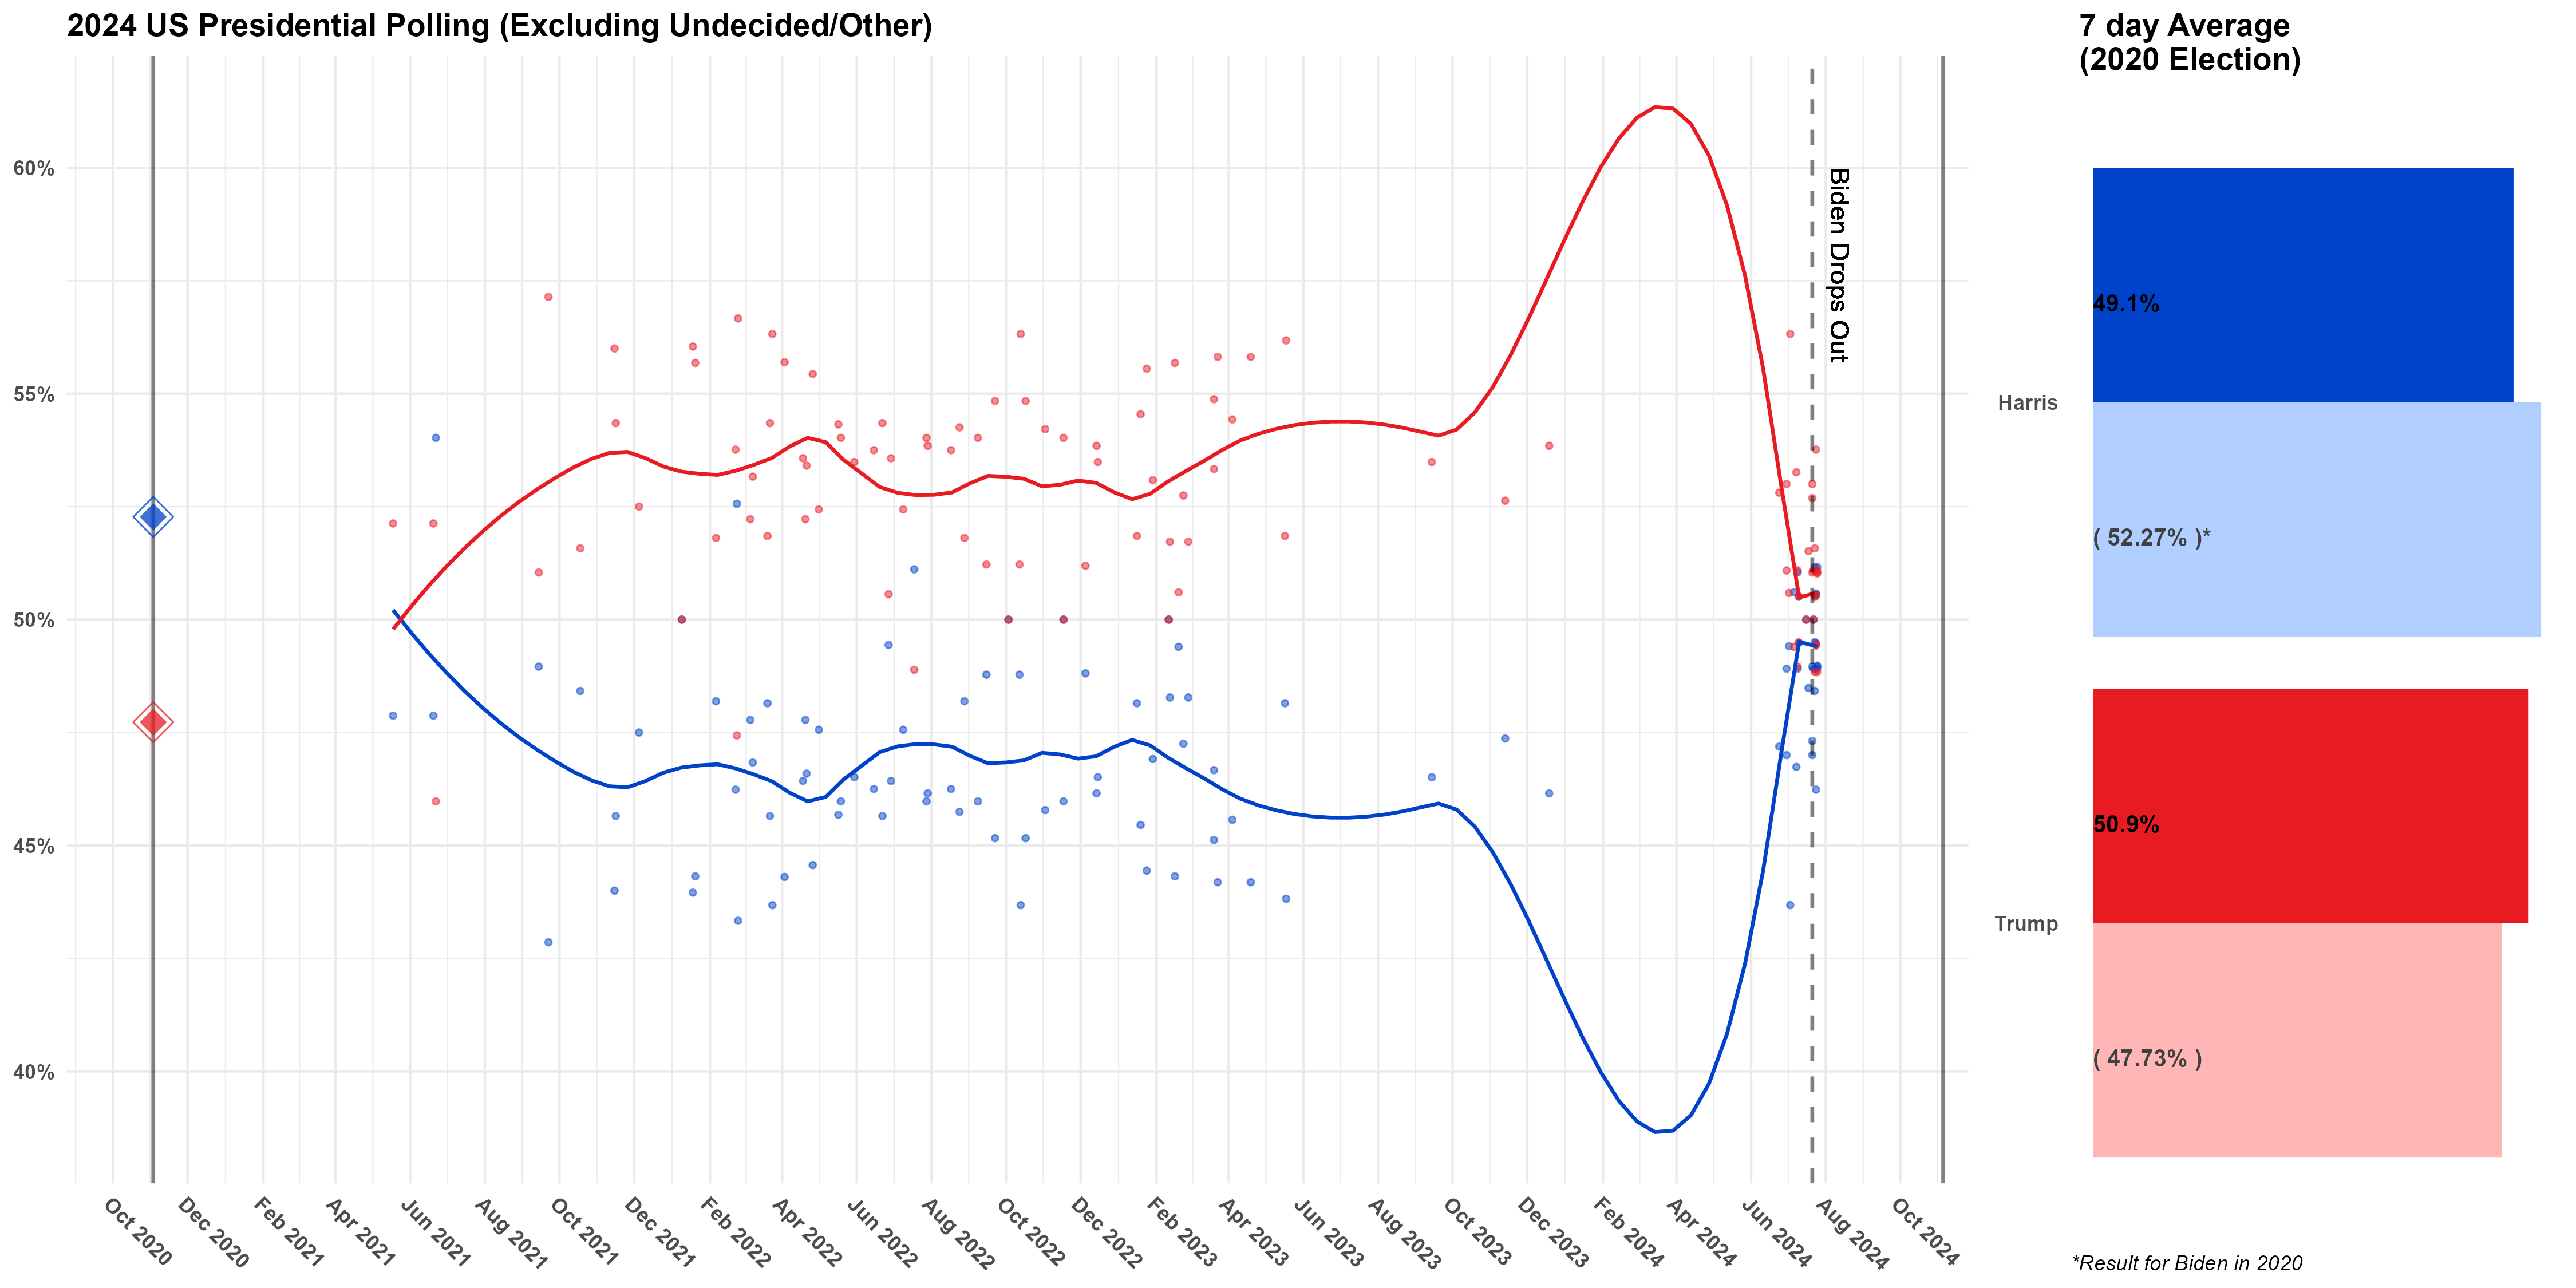 2024 US Presidential Polling (Excluding Undecided/Other)
7 day Average
(2020 Election)
60%
55%
50%
45%
40%
Biden Drops Out
Oct 2020
Dec 2020
Feb 2021
Apr 2021
Jun 2021
Aug 2021
Oct 2021
Dec 2021
Feb 2022
Apr 2022
Jun 2022
Aug 2022
Oct 2022
Dec 2022
Feb 2023
Apr 2023
Jun 2023
Aug 2023
Oct 2023
Dec 2023
Feb 2024
Apr 2024
Jun 2024
Aug 2024
Oct 2024
Harris
49.1%
( 52.27% )*
Trump
50.9%
( 47.73% )
*Result for Biden in 2020